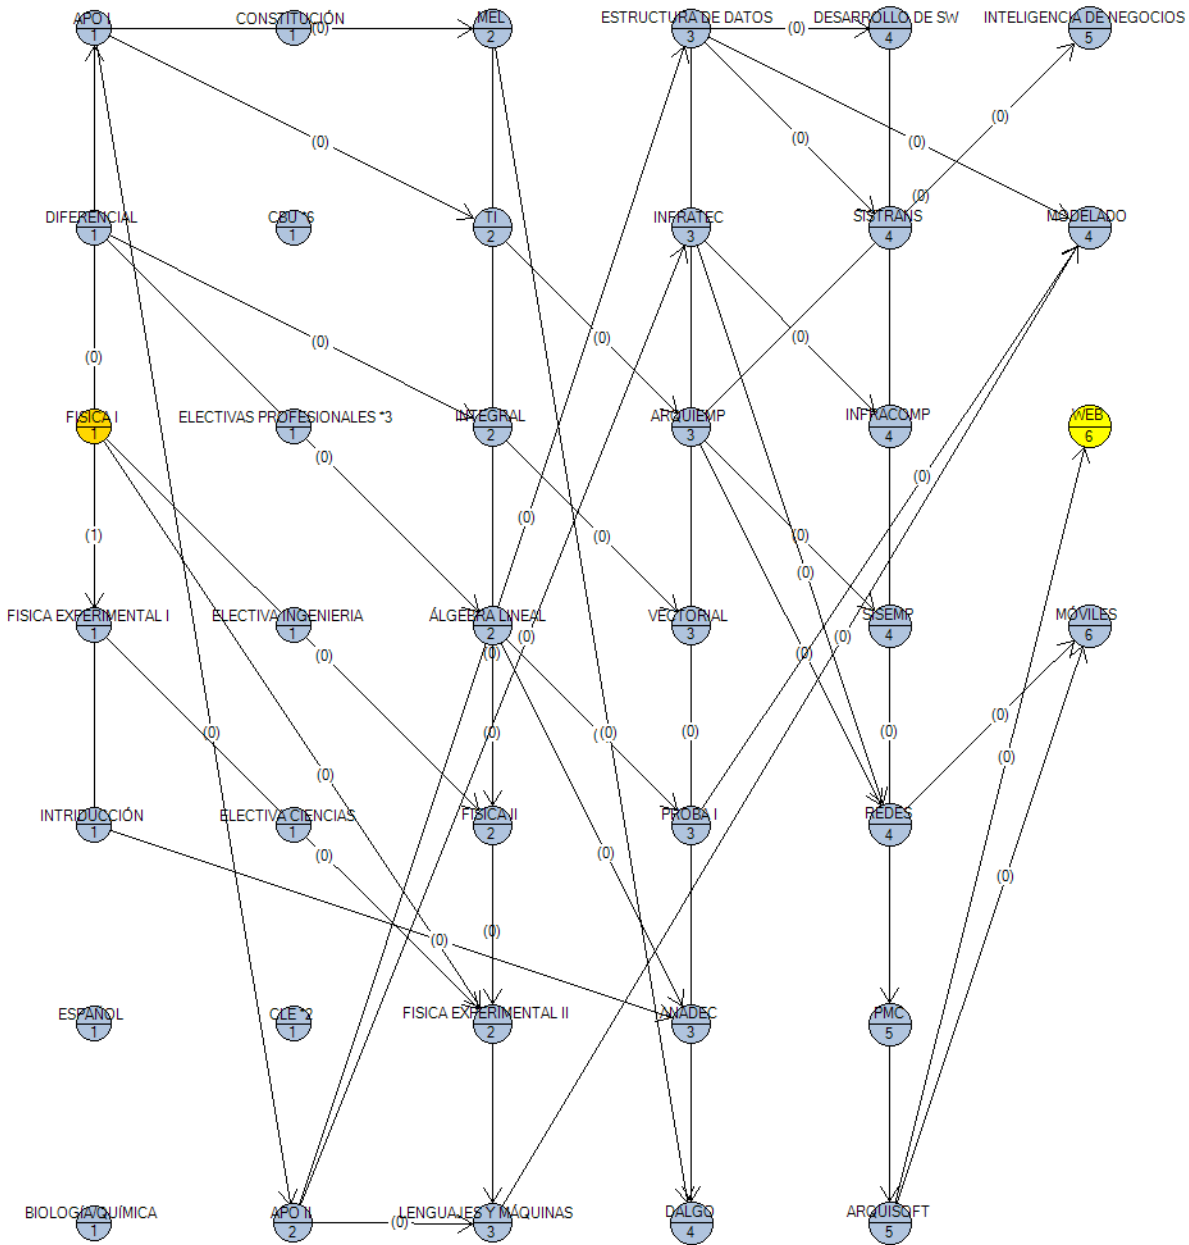 APO I CONSTITUCIÓN MEL ESTRUCTURA DE DATOS DESARROLLO DE SW INTELIGENCIA DE NEGOCIOS
1 1 (0) 2 3 (0) 4 5
(0)
(0) (0) (0)
(0)
DIFERENCIAL CBU *6 TI INFRATEC SISTRANS MODELADO
1 1 2 3 4 4
(0) (0) (0) (0)
(0)
FISICA I ELECTIVAS PROFESIONALES *3 INTEGRAL ARQUIEMP INFRACOMP WEB
1 1 2 3 4 6
(0) (0)
(0)
(1) (0) (0)
(0)
FISICA EXPERIMENTAL I ELECTIVA INGENIERIA ÁLGEBRA LINEAL VECTORIAL SISEMP MÓVILES
1 1 2 3 4 6
(0) (0)
(0) (0) (0)
(0)
(0) (0) (0) (0) (0) (0)
(0)
(0)
INTRIDUCCIÓN ELECTIVA CIENCIAS FISICA II PROBA I REDES
1 1 2 3 4
(0) (0)
(0)
(0) (0)
ESPAÑOL CLE *2 FISICA EXPERIMENTAL II ANADEC PMC
1 1 2 3 5
BIOLOGÍA/QUÍMICA APO II LENGUAJES Y MÁQUINAS DALGO ARQUISOFT
1 2 (0) 3 4 5